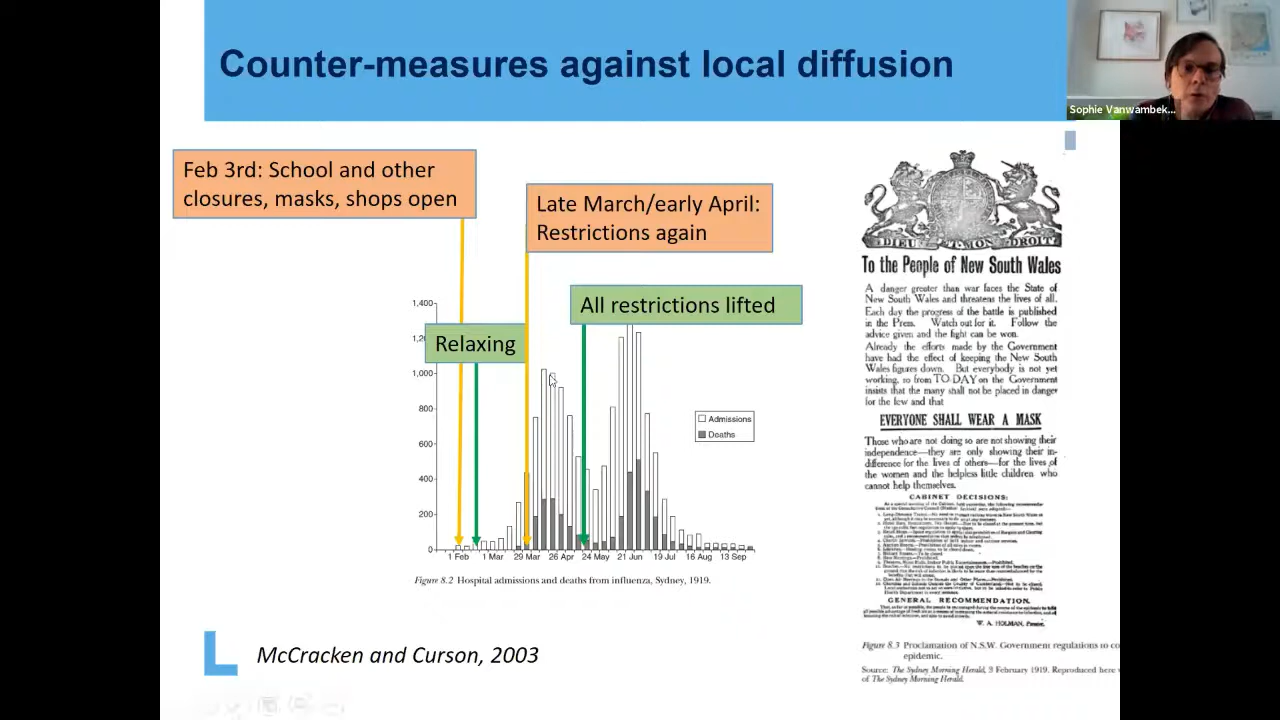 Counter-measures against local diffusion
Sophie Vanwambek...
Feb 3rd: School and other
closures, masks, shops open
Late March/early April:
Restrictions again
All restrictions lifted
Relaxing
1,400
1,2
1,000
800
600
400
200
0
1 Feb
1 Mar
29 Mar
26 Apr
24 May
21 Jun
19 Jul
16 Aug
13 Sep
Admissions
Deaths
Figure 8.2 Hospital admissions and deaths from influenza, Sydney, 1919.
McCracken and Curson, 2003
DIEU ET MON DROIT
To the People of New South Wales
A danger greater than war faces the State of
New South Wales and threatens the lives of all.
Each day the progress of the battle is published
in the Press. Watch out for it. Follow the
advice given and the fight can be won.
Already the efforts made by the Government
have had the effect of keeping the New South
Wales figures down. But everybody is not yet
working, so from TO-DAY on the Government
insists that the many shall not be placed in danger
for the few and that
EVERYONE SHALL WEAR A MASK
Those who are not doing so are not showing their
independence—they are only showing their in-
difference for the lives of others—for the lives of
the women and the helpless little children who
cannot help themselves.
CABINET DECISIONS:
GENERAL RECOMMENDATION.
W. A. HOLMAN, Premier.
Figure 8.3 Proclamation of N.S.W. Government regulations to co
epidemic.
Source: The Sydney Morning Herald, 3 February 1919. Reproduced here
of The Sydney Morning Herald.